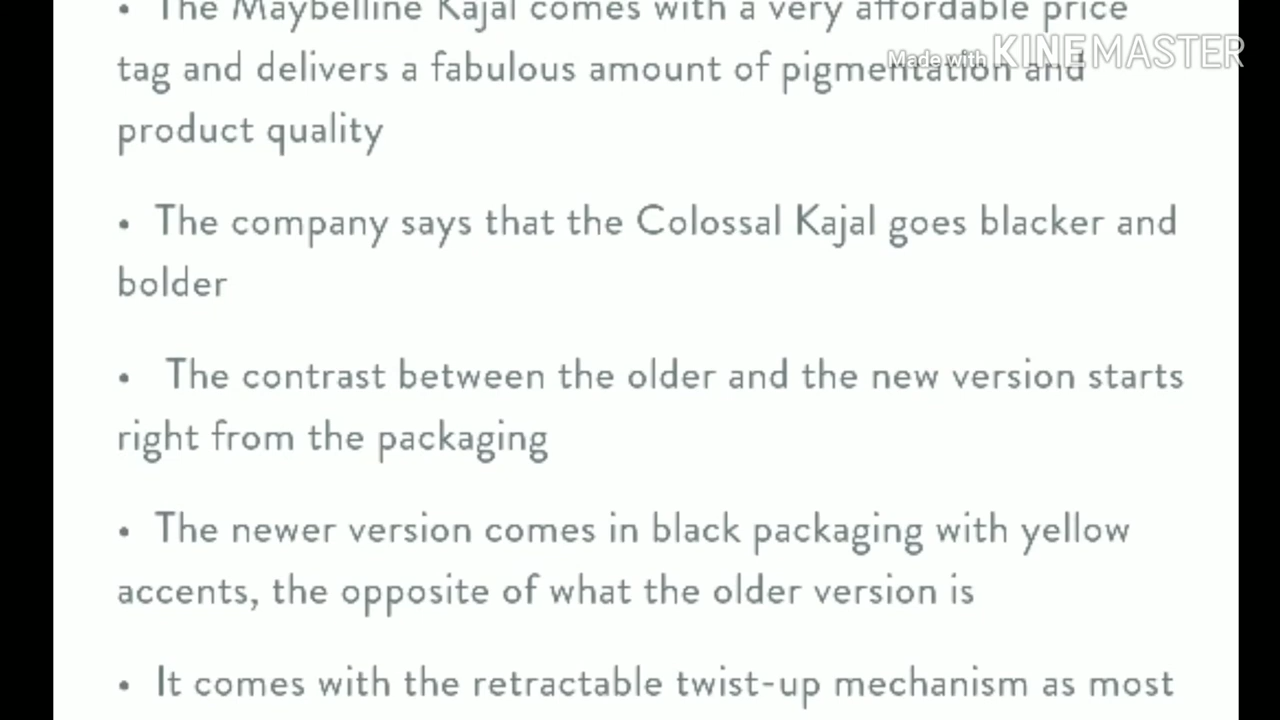 • The Maybelline Kajal comes with a very affordable price
Made with KINEMASTER
tag and delivers a fabulous amount of pigmentation and
product quality
• The company says that the Colossal Kajal goes blacker and
bolder
• The contrast between the older and the new version starts
right from the packaging
• The newer version comes in black packaging with yellow
accents, the opposite of what the older version is
• It comes with the retractable twist-up mechanism as most